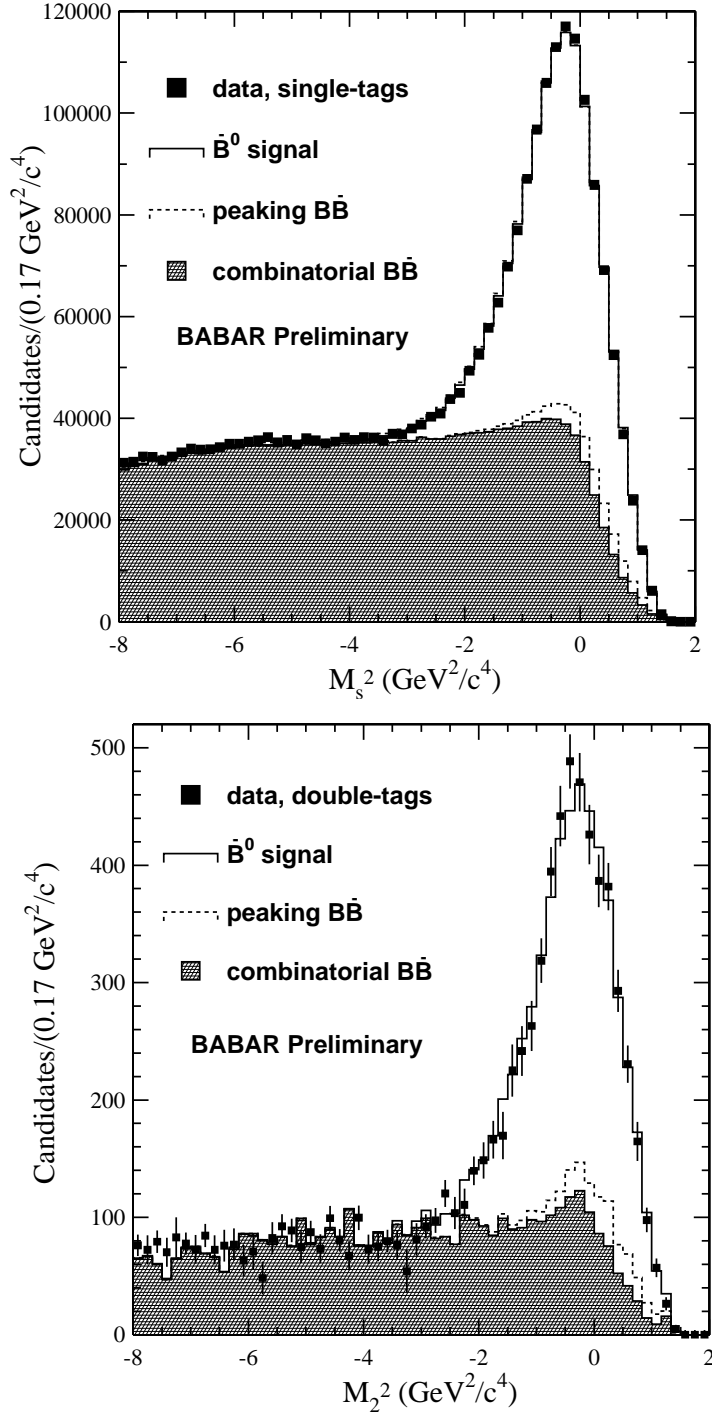 120000
100000
80000
60000
40000
20000
0
Candidates/(0.17 GeV²/c⁴)
data, single-tags
B̄⁰ signal
peaking BB̄
combinatorial BB̄
BABAR Preliminary
-8 -6 -4 -2 0 2
Mₛ² (GeV²/c⁴)
500
400
300
200
100
0
Candidates/(0.17 GeV²/c⁴)
data, double-tags
B̄⁰ signal
peaking BB̄
combinatorial BB̄
BABAR Preliminary
-8 -6 -4 -2 0 2
M₂² (GeV²/c⁴)